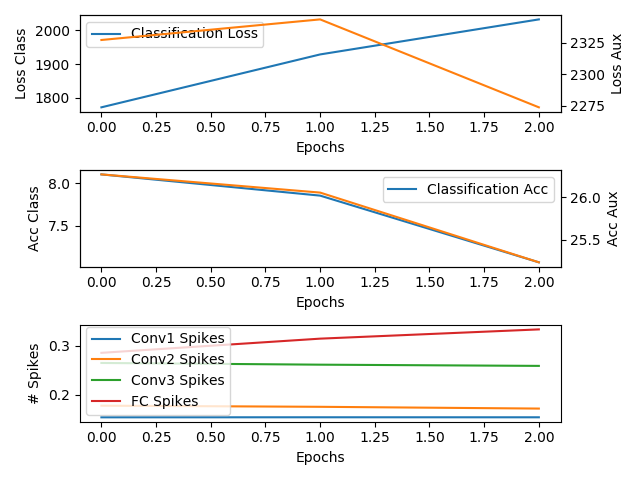 Classification Loss
2000
1900
1800
Loss Class
2325
2300
2275
Loss Aux
0.00 0.25 0.50 0.75 1.00 1.25 1.50 1.75 2.00
Epochs
Classification Acc
8.0
7.5
Acc Class
26.0
25.5
Acc Aux
0.00 0.25 0.50 0.75 1.00 1.25 1.50 1.75 2.00
Epochs
Conv1 Spikes
Conv2 Spikes
Conv3 Spikes
FC Spikes
0.3
0.2
# Spikes
0.00 0.25 0.50 0.75 1.00 1.25 1.50 1.75 2.00
Epochs